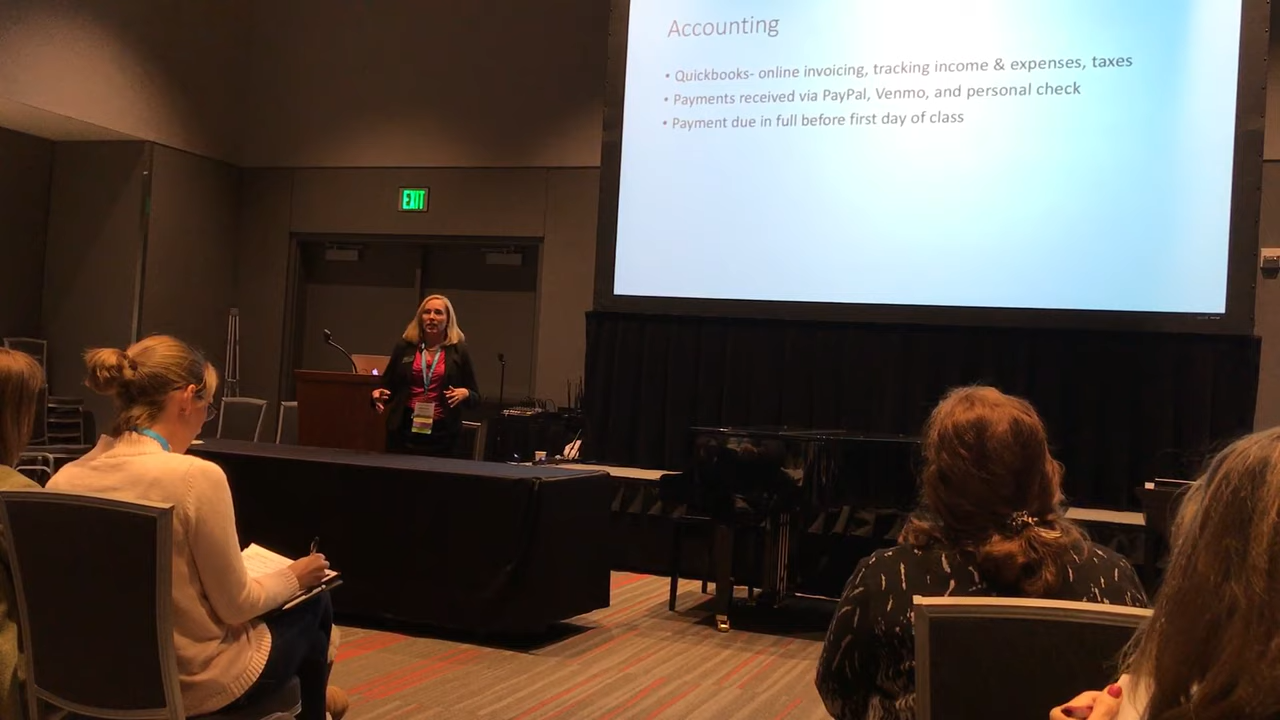 Accounting
• Quickbooks- online invoicing, tracking income & expenses, taxes
• Payments received via PayPal, Venmo, and personal check
• Payment due in full before first day of class
EXIT